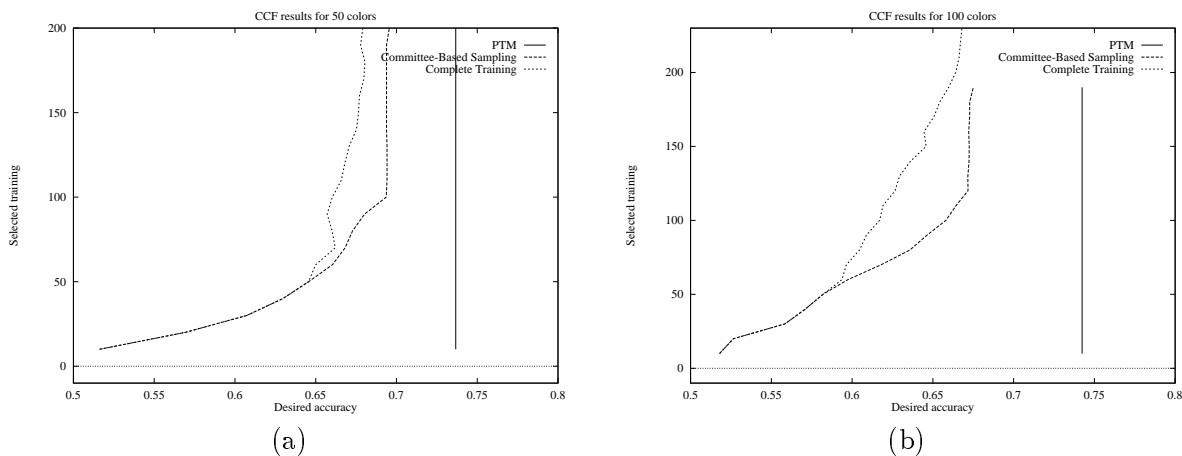 CCF results for 50 colors
200
150
100
50
0
Selected training
PTM
Committee-Based Sampling
Complete Training
0.5 0.55 0.6 0.65 0.7 0.75 0.8
Desired accuracy
(a)
CCF results for 100 colors
200
150
100
50
0
Selected training
PTM
Committee-Based Sampling
Complete Training
0.5 0.55 0.6 0.65 0.7 0.75 0.8
Desired accuracy
(b)